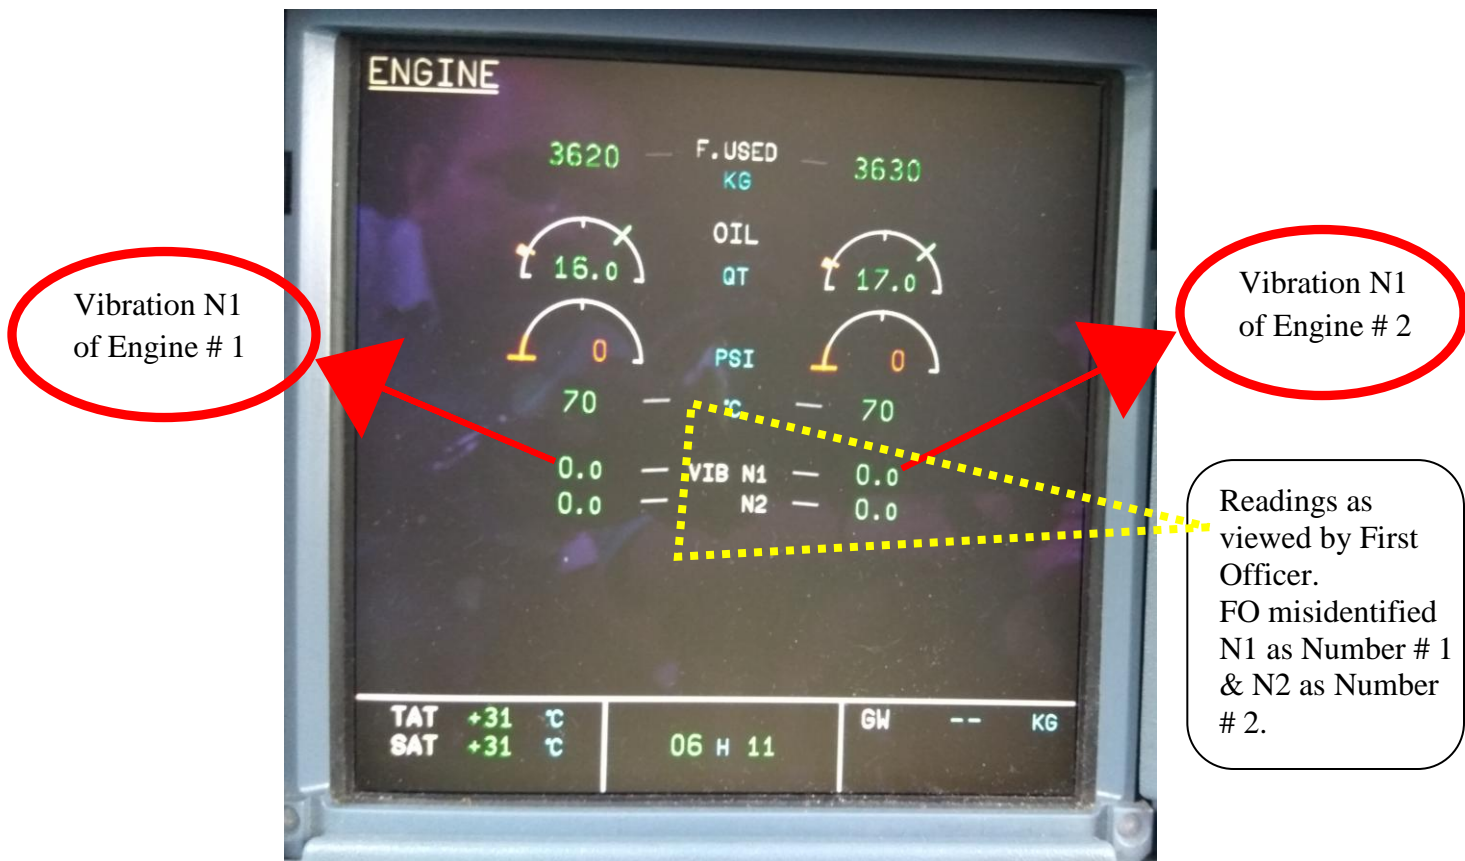 ENGINE
3620 — F.USED — 3630
KG
OIL
16.0 QT 17.0
0 PSI 0
70 — °C — 70
0.0 — VIB N1 — 0.0
0.0 — N2 — 0.0
TAT +31 °C
SAT +31 °C
06 H 11
GW -- KG
Vibration N1
of Engine # 1
Vibration N1
of Engine # 2
Readings as
viewed by First
Officer.
FO misidentified
N1 as Number # 1
& N2 as Number
# 2.